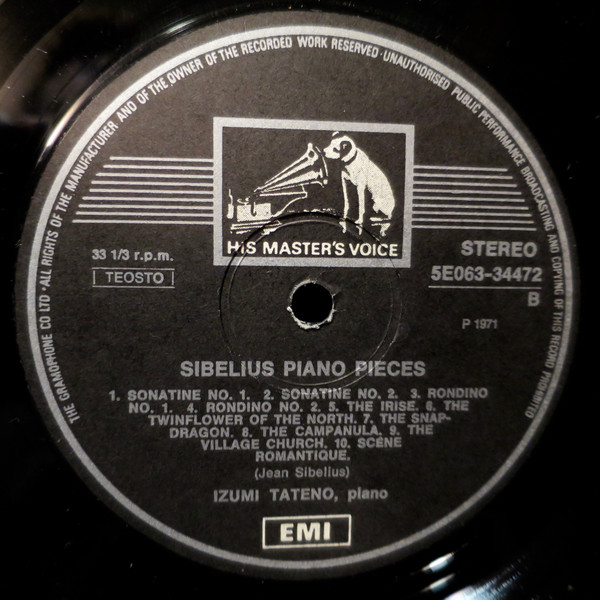 THE GRAMOPHONE CO LTD · ALL RIGHTS OF THE MANUFACTURER AND OF THE OWNER OF THE RECORDED WORK RESERVED · UNAUTHORISED PUBLIC PERFORMANCE BROADCASTING AND COPYING OF THIS RECORD PROHIBITED
HIS MASTER'S VOICE
33 1/3 r.p.m.
TEOSTO
STEREO
5E063-34472
B
P 1971
SIBELIUS PIANO PIECES
1. SONATINE NO. 1. 2. SONATINE NO. 2. 3. RONDINO
NO. 1. 4. RONDINO NO. 2. 5. THE IRISE. 6. THE
TWINFLOWER OF THE NORTH. 7. THE SNAP-
DRAGON. 8. THE CAMPANULA. 9. THE
VILLAGE CHURCH. 10. SCÈNE
ROMANTIQUE.
(Jean Sibelius)
IZUMI TATENO, piano
EMI